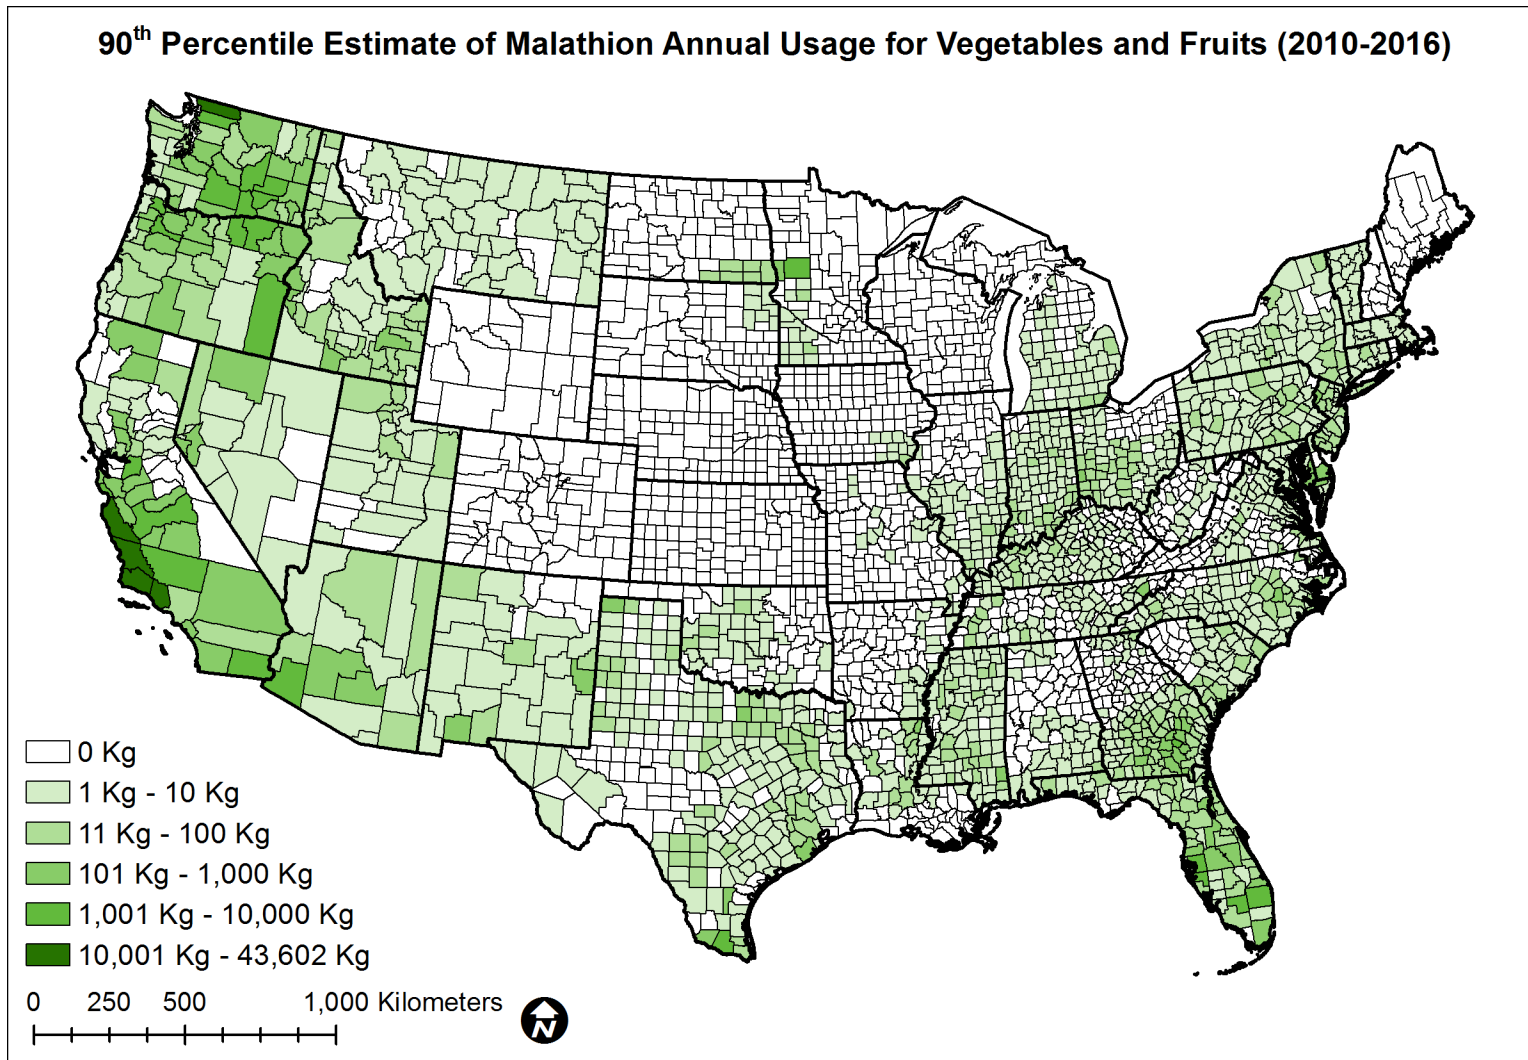 90th Percentile Estimate of Malathion Annual Usage for Vegetables and Fruits (2010-2016)
0 Kg
1 Kg - 10 Kg
11 Kg - 100 Kg
101 Kg - 1,000 Kg
1,001 Kg - 10,000 Kg
10,001 Kg - 43,602 Kg
0 250 500 1,000 Kilometers
N